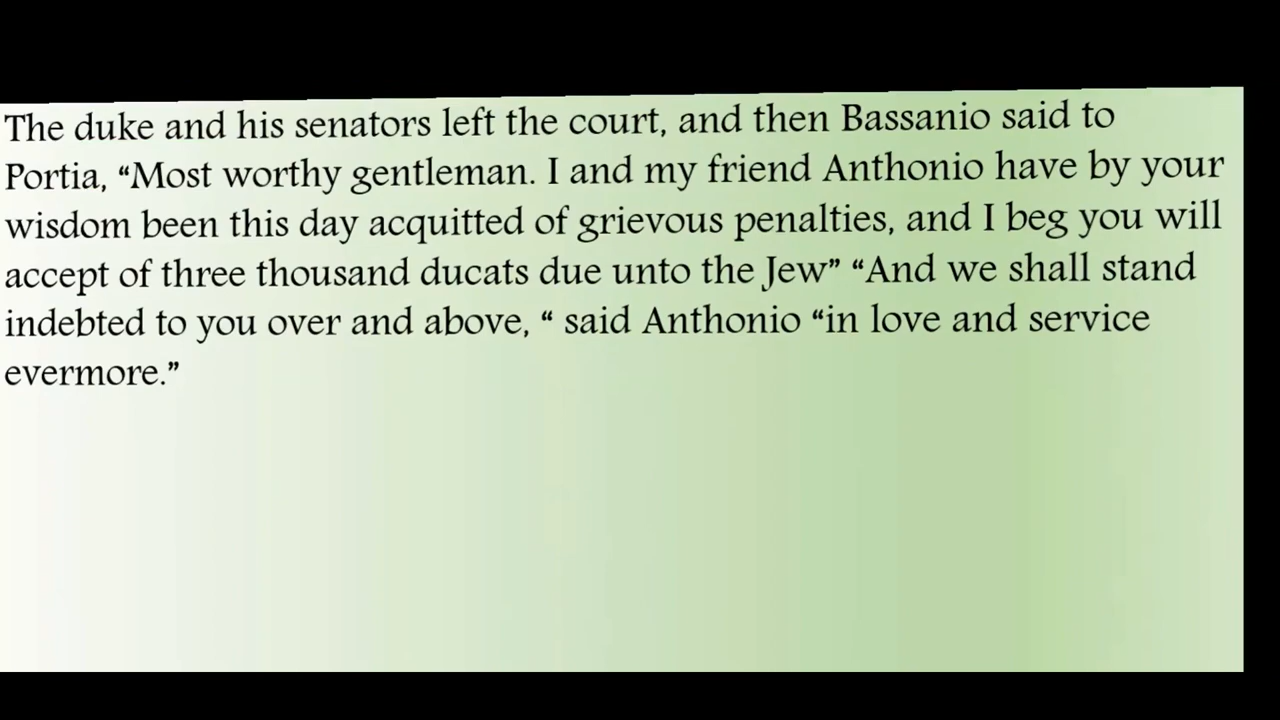 The duke and his senators left the court, and then Bassanio said to
Portia, “Most worthy gentleman. I and my friend Anthonio have by your
wisdom been this day acquitted of grievous penalties, and I beg you will
accept of three thousand ducats due unto the Jew” “And we shall stand
indebted to you over and above, “ said Anthonio “in love and service
evermore.”